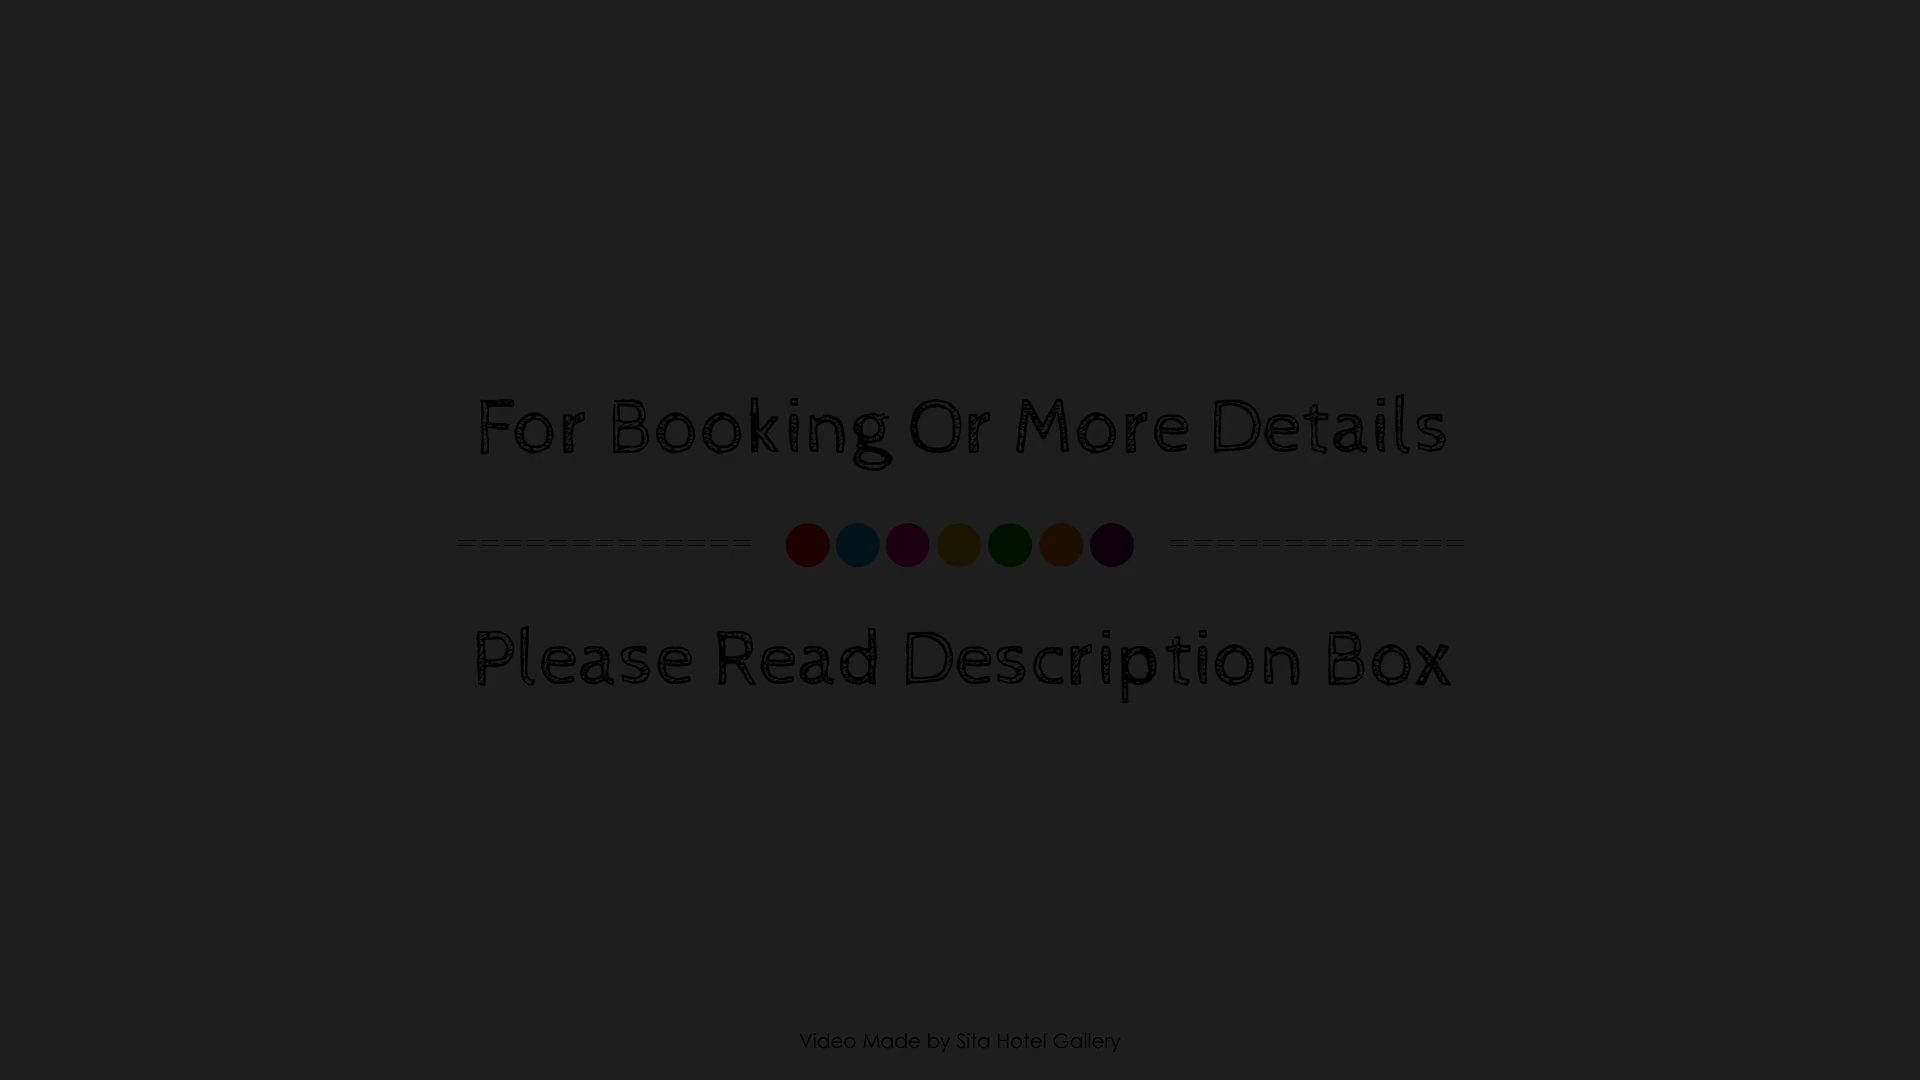 For Booking Or More Details
============= =============
Please Read Description Box
Video Made by Sita Hotel Gallery